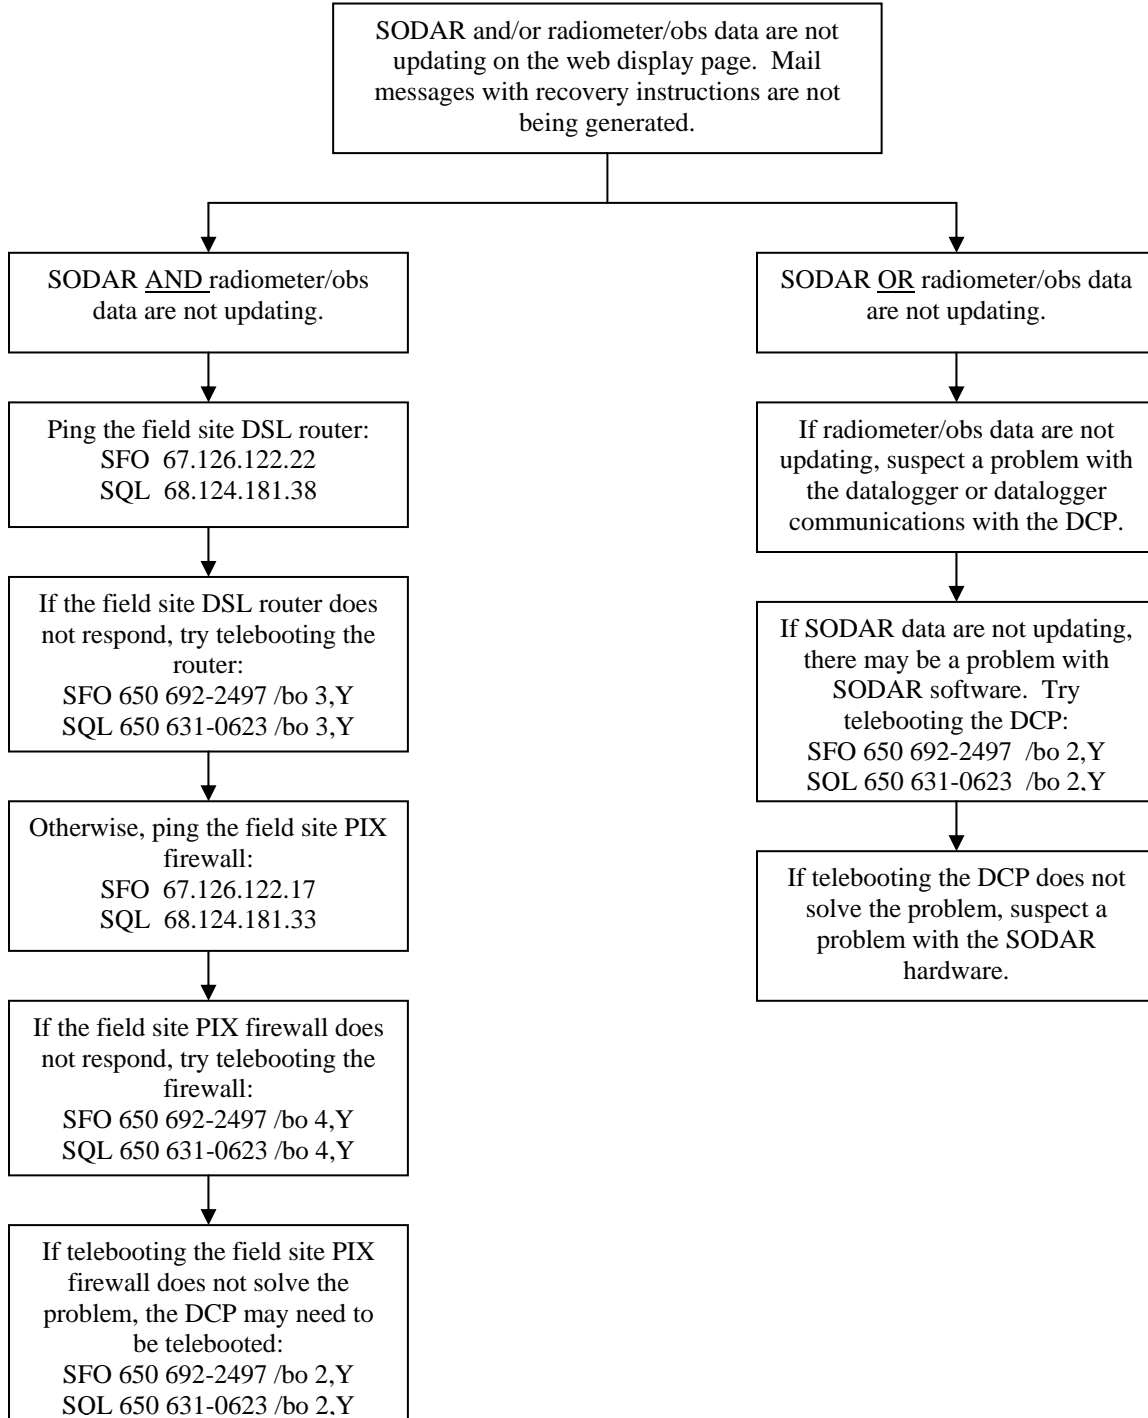 SODAR and/or radiometer/obs data are not
updating on the web display page.  Mail
messages with recovery instructions are not
being generated.
SODAR AND radiometer/obs
data are not updating.
Ping the field site DSL router:
SFO  67.126.122.22
SQL  68.124.181.38
If the field site DSL router does
not respond, try telebooting the
router:
SFO 650 692-2497 /bo 3,Y
SQL 650 631-0623 /bo 3,Y
Otherwise, ping the field site PIX
firewall:
SFO  67.126.122.17
SQL  68.124.181.33
If the field site PIX firewall does
not respond, try telebooting the
firewall:
SFO 650 692-2497 /bo 4,Y
SQL 650 631-0623 /bo 4,Y
If telebooting the field site PIX
firewall does not solve the
problem, the DCP may need to
be telebooted:
SFO 650 692-2497 /bo 2,Y
SQL 650 631-0623 /bo 2,Y
SODAR OR radiometer/obs data
are not updating.
If radiometer/obs data are not
updating, suspect a problem with
the datalogger or datalogger
communications with the DCP.
If SODAR data are not updating,
there may be a problem with
SODAR software.  Try
telebooting the DCP:
SFO 650 692-2497  /bo 2,Y
SQL 650 631-0623  /bo 2,Y
If telebooting the DCP does not
solve the problem, suspect a
problem with the SODAR
hardware.